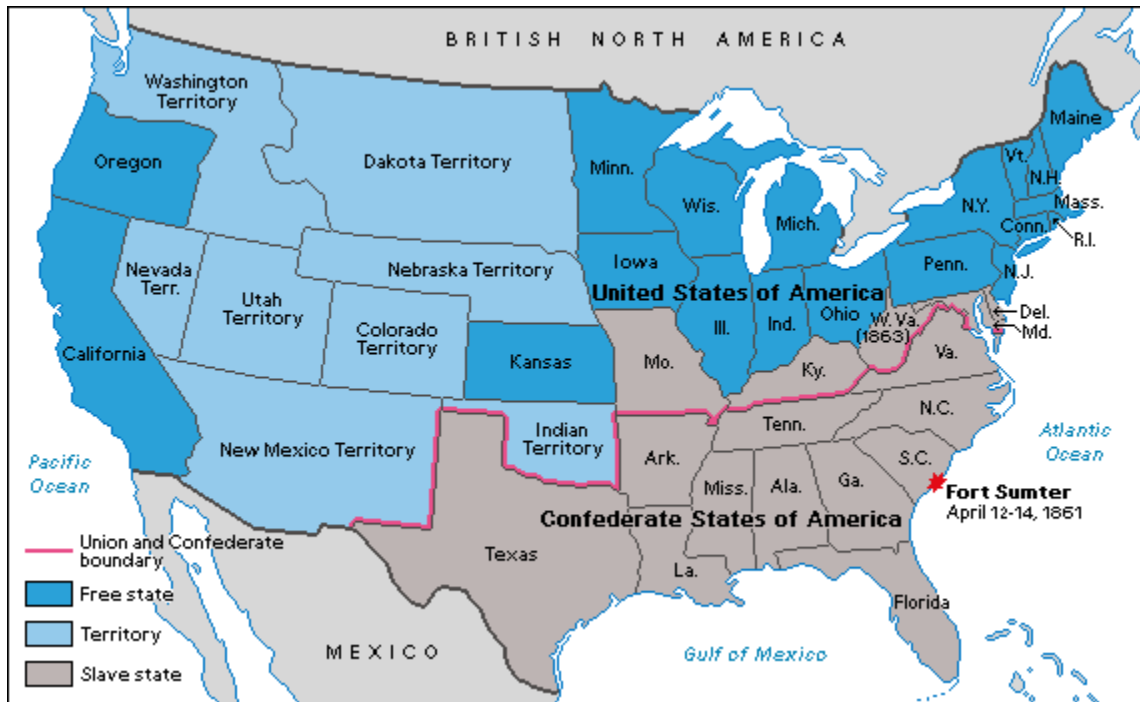 BRITISH NORTH AMERICA
Washington
Territory
Oregon
Dakota Territory
Minn.
Wis.
Mich.
Maine
Vt.
N.H.
Mass.
N.Y.
Conn.
R.I.
Nevada
Terr.
Utah
Territory
Nebraska Territory
Iowa
Penn.
N.J.
United States of America
Ill.
Ind.
Ohio
W. Va.
(1863)
Del.
Md.
California
Colorado
Territory
Kansas
Mo.
Ky.
Va.
New Mexico Territory
Indian
Territory
Tenn.
N.C.
Ark.
S.C.
Pacific
Ocean
Atlantic
Ocean
Miss.
Ala.
Ga.
Fort Sumter
April 12-14, 1861
Confederate States of America
Texas
La.
Florida
MEXICO
Gulf of Mexico
Union and Confederate
boundary
Free state
Territory
Slave state